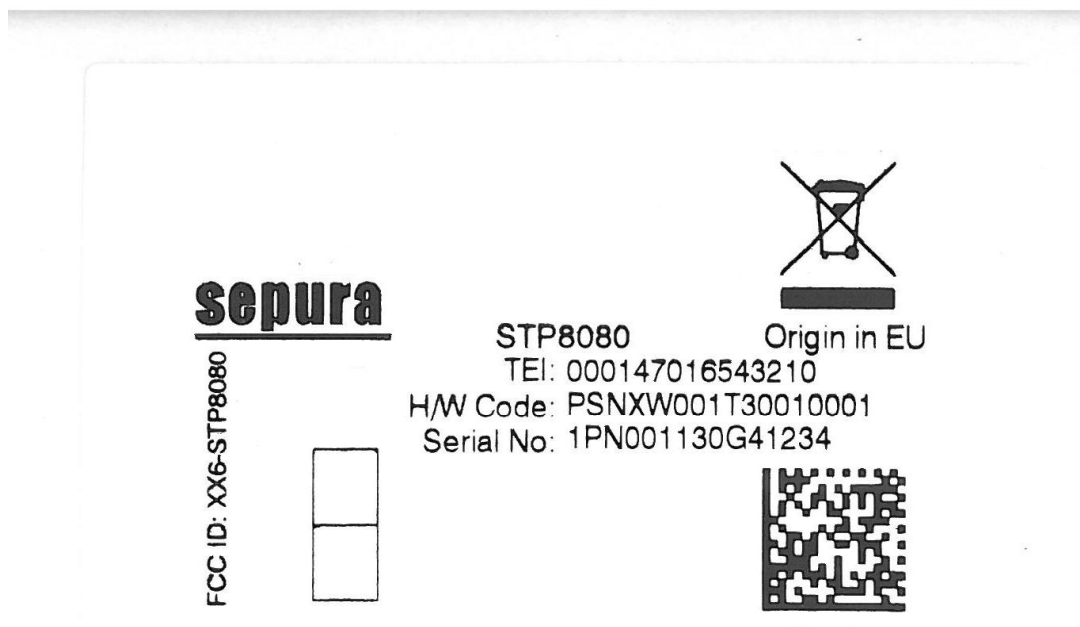 sepura
STP8080
Origin in EU
TEI: 000147016543210
H/W Code: PSNXW001T30010001
Serial No: 1PN001130G41234
FCC ID: XX6-STP8080